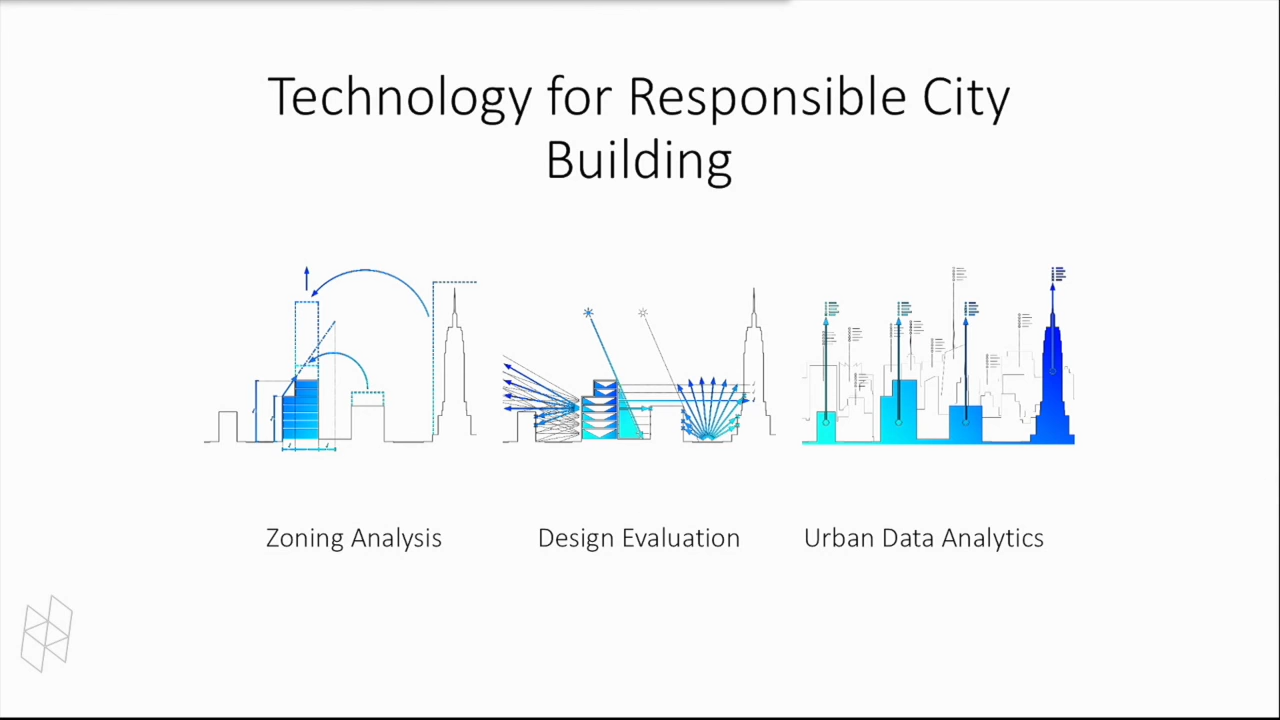 Technology for Responsible City
Building
Zoning Analysis
Design Evaluation
Urban Data Analytics